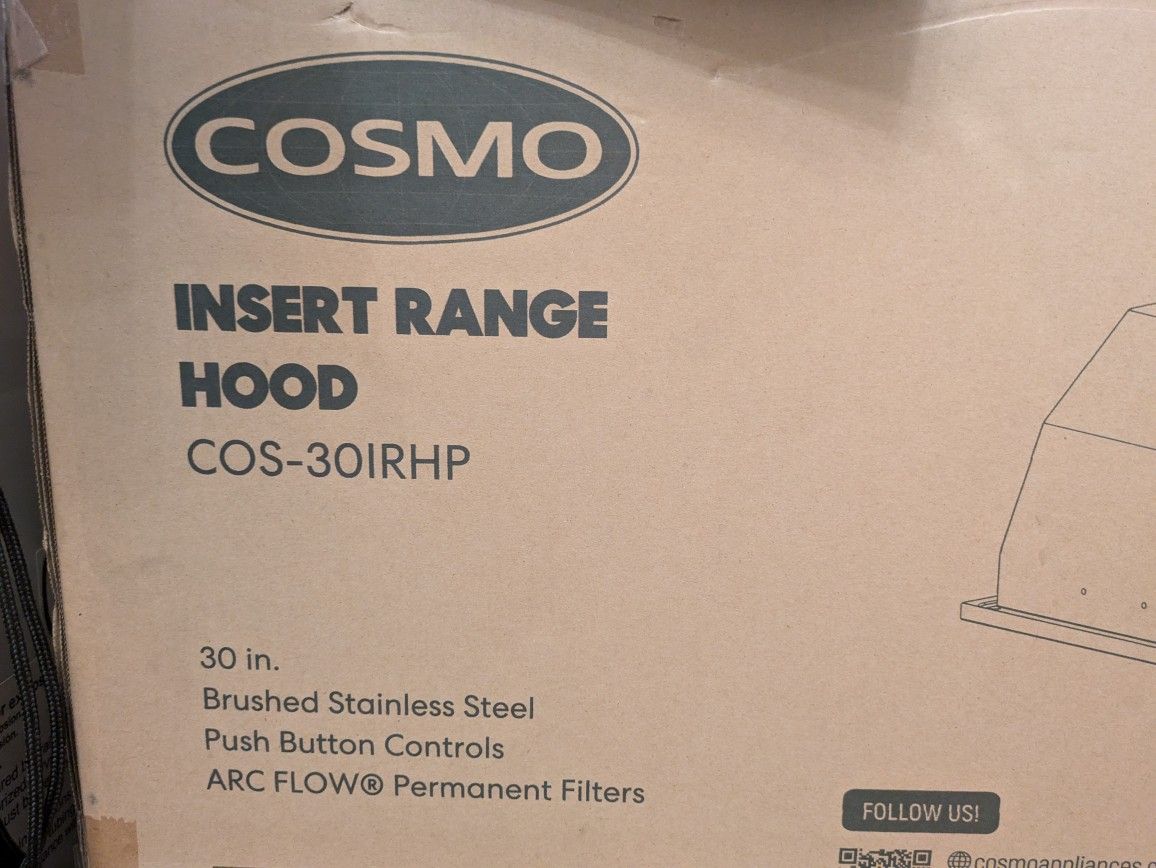 COSMO
INSERT RANGE
HOOD
COS-30IRHP
30 in.
Brushed Stainless Steel
Push Button Controls
ARC FLOW® Permanent Filters
FOLLOW US!
cosmoappliances.c